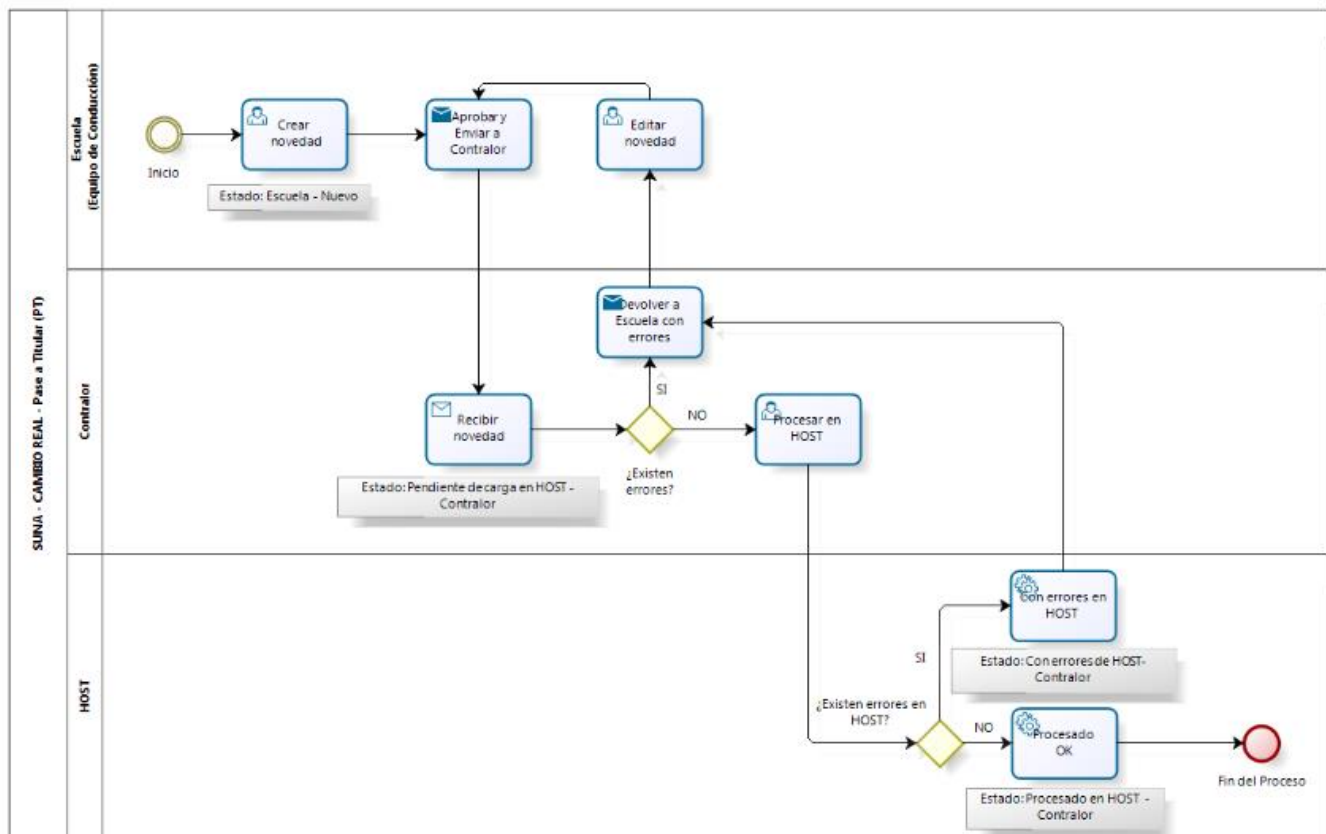 SUNA - CAMBIO REAL - Pase a Titular (PT)
Escuela
(Equipo de Conducción)
Inicio
Crear
novedad
Estado: Escuela - Nuevo
Aprobar y
Enviar a
Contralor
Editar
novedad
Contralor
Devolver a
Escuela con
errores
SI
Recibir
novedad
Estado: Pendiente de carga en HOST -
Contralor
¿Existen
errores?
NO
Procesar en
HOST
HOST
Con errores en
HOST
Estado: Con errores de HOST-
Contralor
SI
¿Existen errores en
HOST?
NO
Procesado
OK
Estado: Procesado en HOST -
Contralor
Fin del Proceso